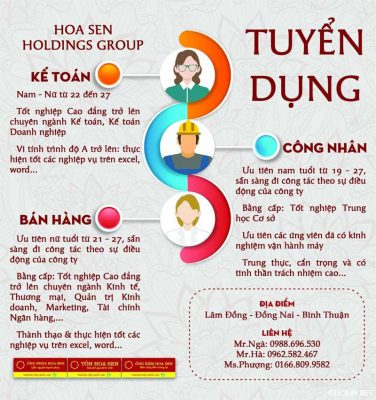 HOA SEN
HOLDINGS GROUP
TUYỂN
DỤNG
KẾ TOÁN
Nam - Nữ từ 22 đến 27
Tốt nghiệp Cao đẳng trở lên
chuyên ngành Kế toán, Kế toán
Doanh nghiệp
Vi tính trình độ A trở lên: thực
hiện tốt các nghiệp vụ trên excel,
word...
CÔNG NHÂN
Ưu tiên nam tuổi từ 19 - 27,
sẵn sàng đi công tác theo sự điều
động của công ty
Bằng cấp: Tốt nghiệp Trung
học Cơ sở
Ưu tiên các ứng viên đã có kinh
nghiệm vận hành máy
Trung thực, cẩn trọng và có
tinh thần trách nhiệm cao...
BÁN HÀNG
Ưu tiên nữ tuổi từ 21 - 27, sẵn
sàng đi công tác theo sự điều
động của công ty
Bằng cấp: Tốt nghiệp Cao đẳng
trở lên chuyên ngành Kinh tế,
Thương mại, Quản trị Kinh
doanh, Marketing, Tài chính
Ngân hàng,...
Thành thạo & thực hiện tốt các
nghiệp vụ trên excel, word...
ĐỊA ĐIỂM
Lâm Đồng - Đồng Nai - Bình Thuận
LIÊN HỆ
Mr.Ngà: 0988.696.530
Mr.Hà: 0962.582.467
Ms.Phượng: 0166.809.9582
ỐNG NHỰA HOA SEN
TÔN HOA SEN
ỐNG KẼM HOA SEN